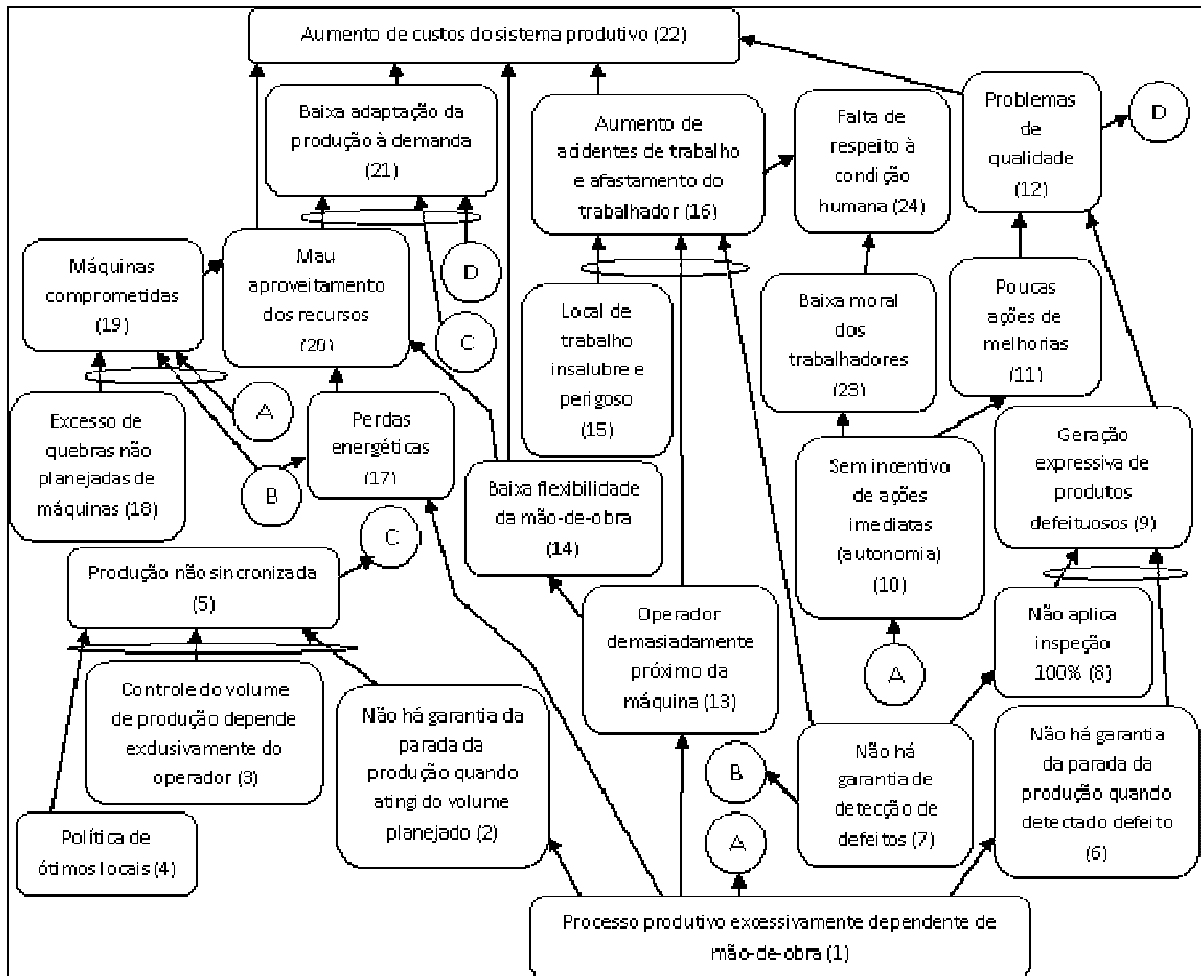 Aumento de custos do sistema produtivo (22)
Baixa adaptação da
produção à demanda
(21)
Aumento de
acidentes de trabalho
e afastamento do
trabalhador (16)
Falta de
respeito à
condição
humana (24)
Problemas
de
qualidade
(12)
D
Máquinas
comprometidas
(19)
Mau
aproveitamento
dos recursos
(20)
D
C
Local de
trabalho
insalubre e
perigoso
(15)
Baixa moral
dos
trabalhadores
(23)
Poucas
ações de
melhorias
(11)
Excesso de
quebras não
planejadas de
máquinas (18)
A
B
Perdas
energéticas
(17)
Baixa flexibilidade
da mão-de-obra
(14)
Sem incentivo
de ações
imediatas
(autonomia)
(10)
Geração
expressiva de
produtos
defeituosos (9)
C
Produção não sincronizada
(5)
Operador
demasiadamente
próximo da
máquina (13)
A
Não aplica
inspeção
100% (8)
Controle do volume
de produção depende
exclusivamente do
operador (3)
Não há garantia da
parada da
produção quando
atingido volume
planejado (2)
B
A
Não há
garantia de
detecção de
defeitos (7)
Não há garantia
da parada da
produção quando
detectado defeito
(6)
Política de
ótimos locais (4)
Processo produtivo excessivamente dependente de
mão-de-obra (1)